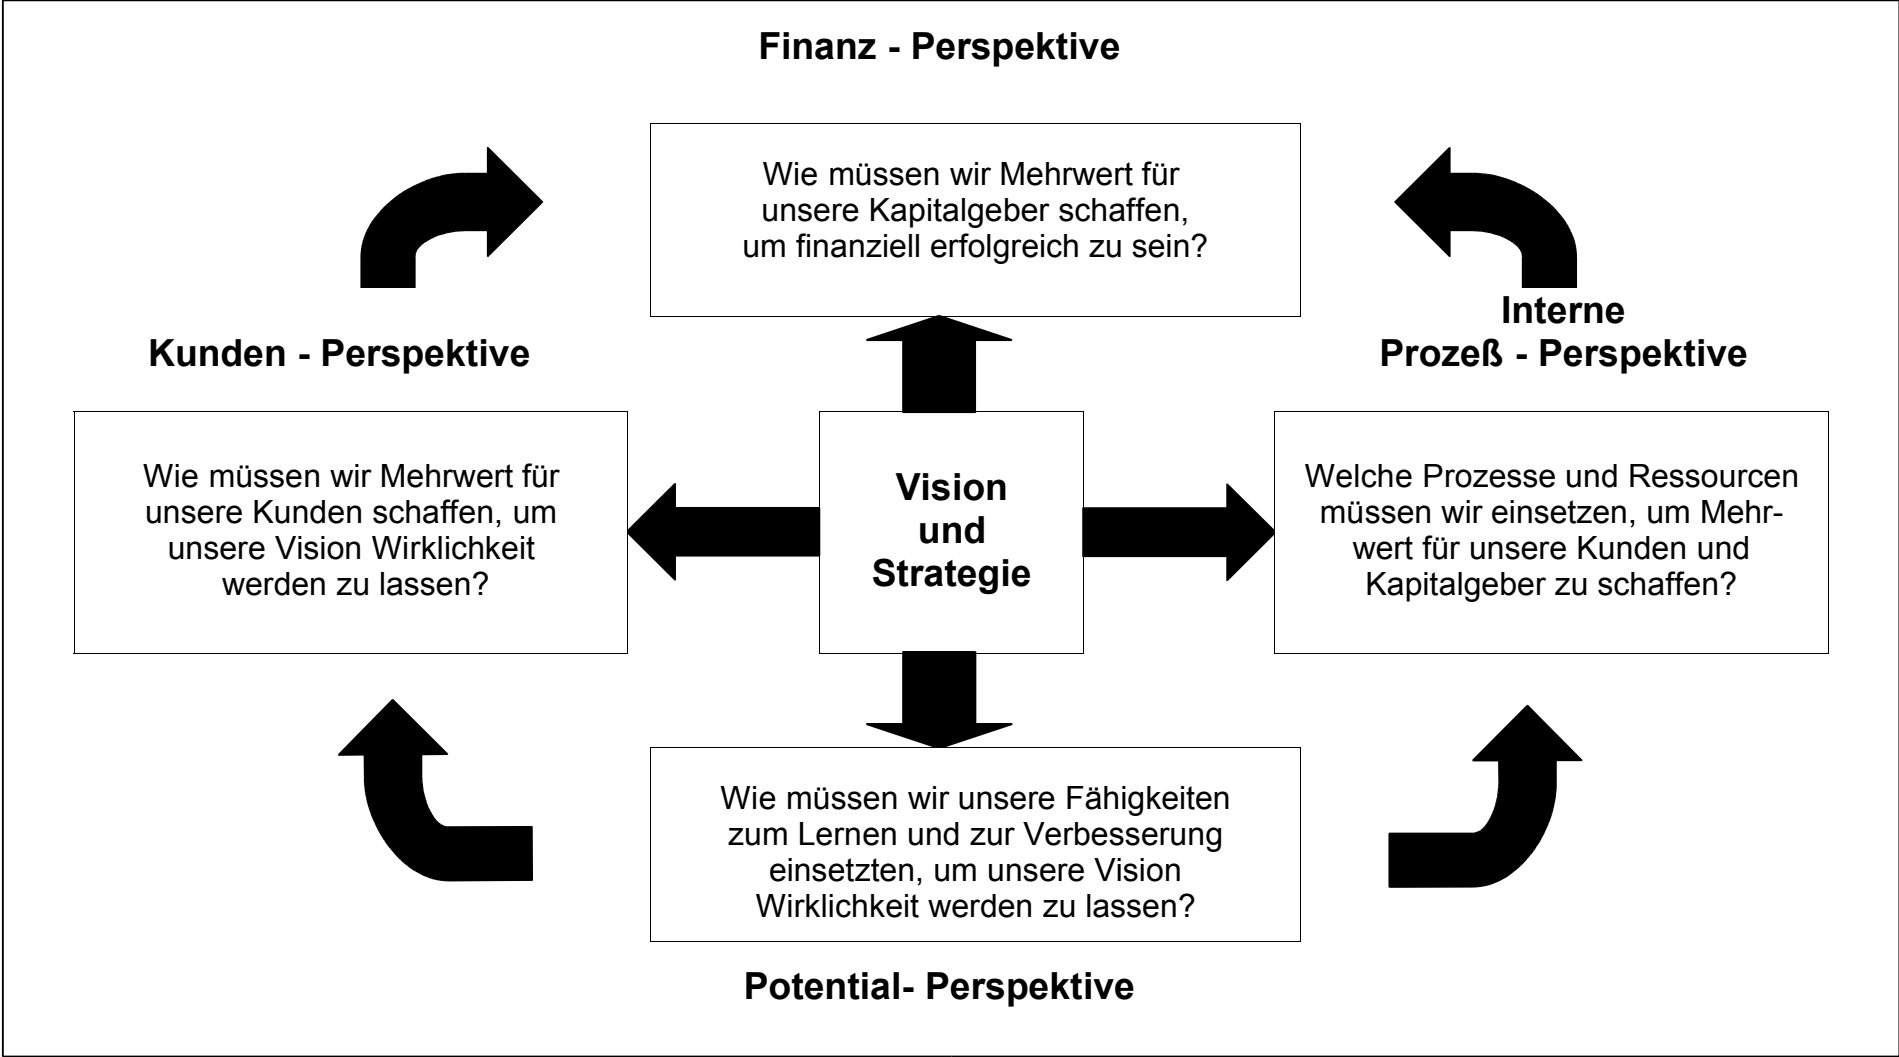 Finanz - Perspektive
Wie müssen wir Mehrwert für
unsere Kapitalgeber schaffen,
um finanziell erfolgreich zu sein?
Kunden - Perspektive
Interne
Prozeß - Perspektive
Wie müssen wir Mehrwert für
unsere Kunden schaffen, um
unsere Vision Wirklichkeit
werden zu lassen?
Vision
und
Strategie
Welche Prozesse und Ressourcen
müssen wir einsetzen, um Mehr-
wert für unsere Kunden und
Kapitalgeber zu schaffen?
Wie müssen wir unsere Fähigkeiten
zum Lernen und zur Verbesserung
einsetzten, um unsere Vision
Wirklichkeit werden zu lassen?
Potential- Perspektive